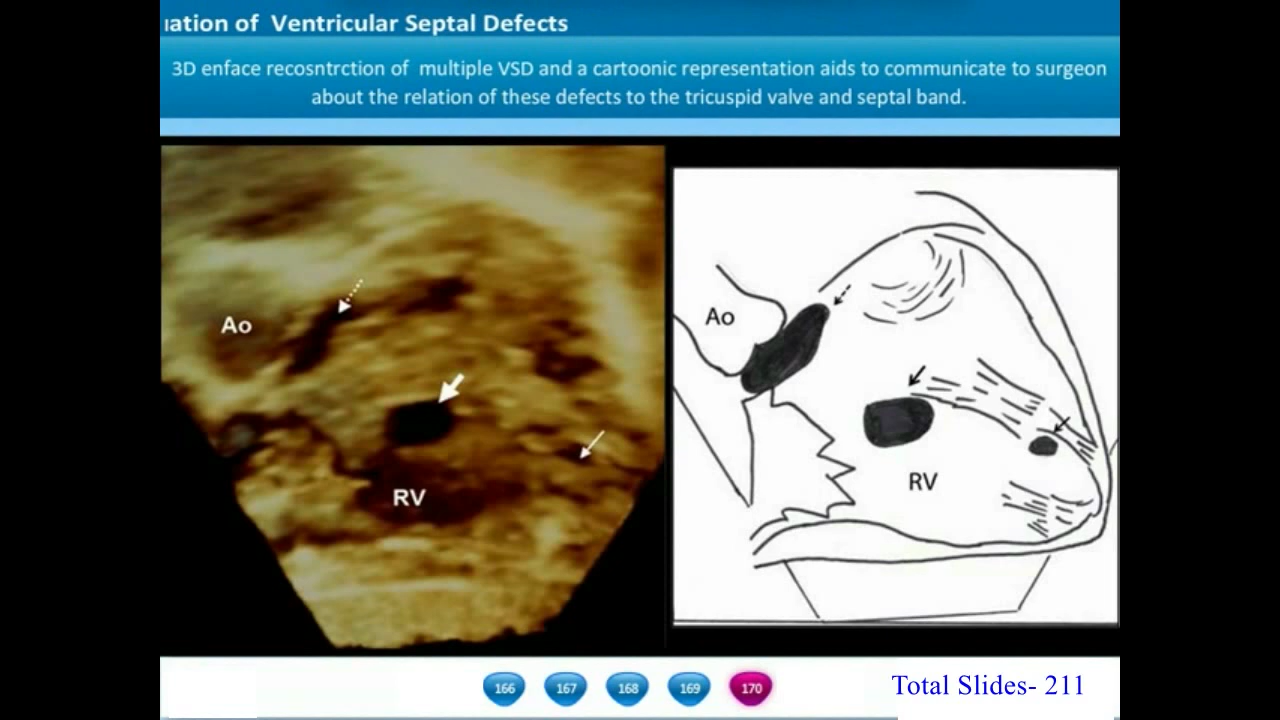 ation of Ventricular Septal Defects
3D enface recosntrction of multiple VSD and a cartoonic representation aids to communicate to surgeon
about the relation of these defects to the tricuspid valve and septal band.
Ao
RV
Ao
RV
166 167 168 169 170
Total Slides- 211